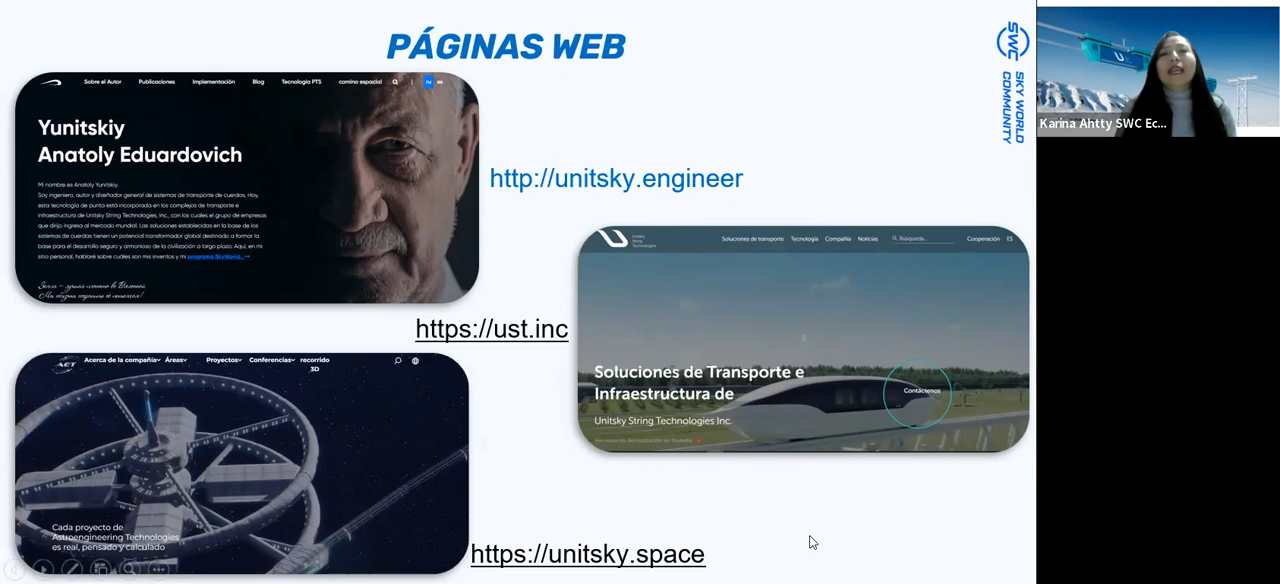 PÁGINAS WEB
SWC
SKY WORLD
COMMUNITY
Karina Ahtty SWC Ec...
Sobre el Autor Publicaciones Implementación Blog Tecnología PTS camino espacial ru es
Yunitskiy
Anatoly Eduardovich
Mi nombre es Anatoly Yunitskiy.
Soy ingeniero, autor y diseñador general de sistemas de transporte de cuerdas. Hoy,
esta tecnología de punta está incorporada en los complejos de transporte e
infraestructura de Unitsky String Technologies, Inc., con los cuales el grupo de empresas
que dirijo ingresa al mercado mundial. Las soluciones establecidas en la base de los
sistemas de cuerdas tienen un potencial transformador global destinado a formar la
base para el desarrollo seguro y armonioso de la civilización a largo plazo. Aquí, en mi
sitio personal, hablaré sobre cuáles son mis inventos y mi programa SkyWorld...→
http://unitsky.engineer
Unitsky
String
Technologies
Soluciones de transporte Tecnología Compañía Noticias Búsqueda... Cooperación ES
https://ust.inc
Soluciones de Transporte e
Infraestructura de
Contáctenos
Unitsky String Technologies Inc.
AET
Acerca de la compañía Áreas Proyectos Conferencias recorrido
3D
Cada proyecto de
Astroengineering Technologies
es real, pensado y calculado
https://unitsky.space